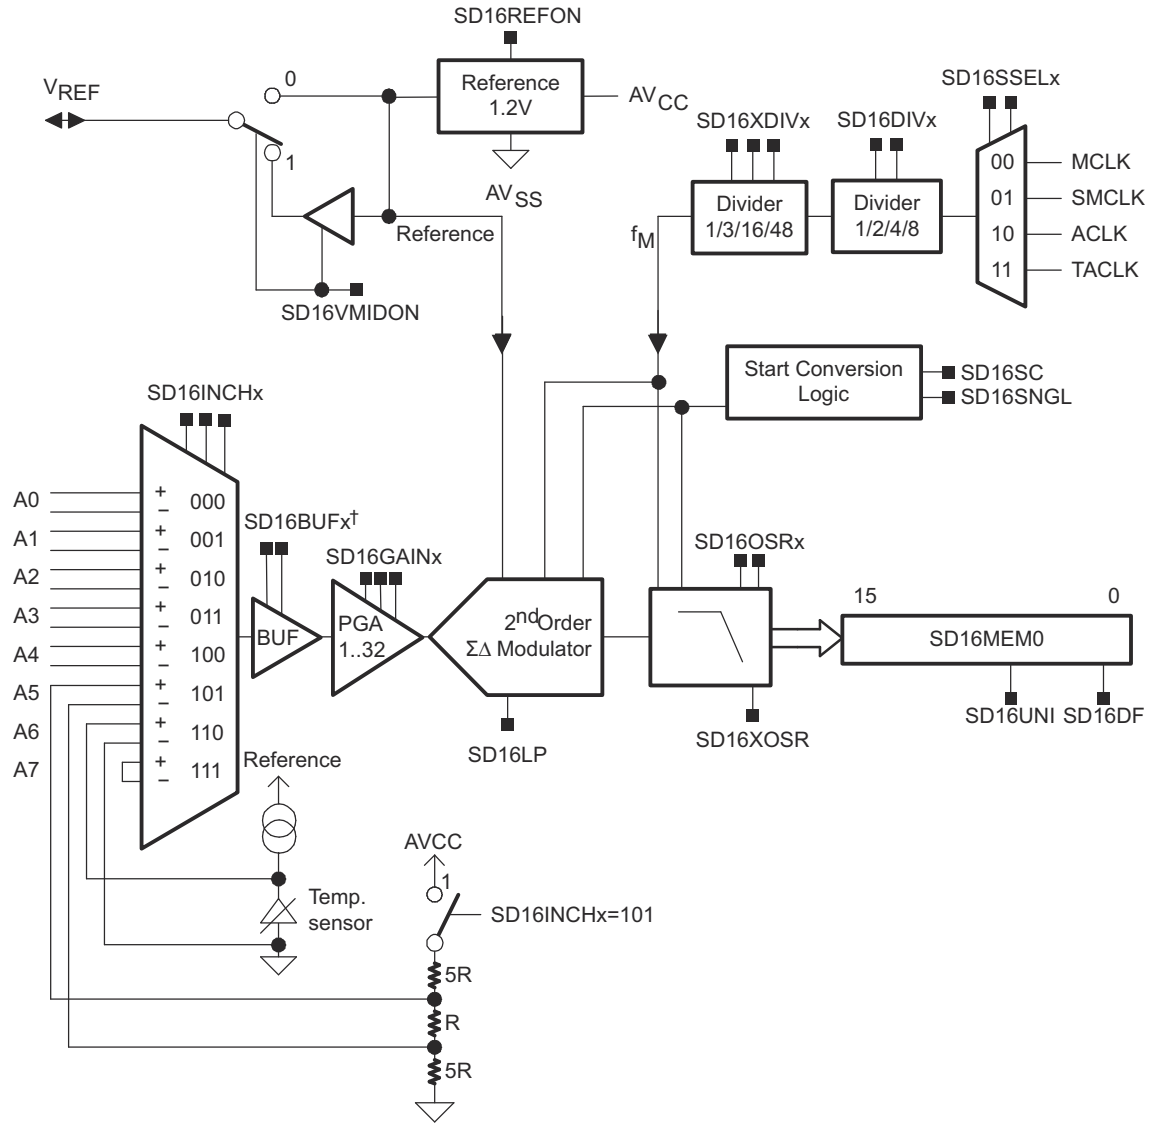 SD16REFON
VREF
0
Reference
1.2V
AVCC
AVSS
1
Reference
SD16VMIDON
SD16SSELx
SD16XDIVx
SD16DIVx
Divider
1/3/16/48
Divider
1/2/4/8
00
01
10
11
MCLK
SMCLK
ACLK
TACLK
fM
Start Conversion
Logic
SD16SC
SD16SNGL
SD16INCHx
A0
A1
A2
A3
A4
A5
A6
A7
+
−
+
−
+
−
+
−
+
−
+
−
+
−
+
−
000
001
010
011
100
101
110
111
SD16BUFx†
BUF
SD16GAINx
PGA
1..32
2nd Order
ΣΔ Modulator
SD16LP
SD16OSRx
SD16XOSR
15
0
SD16MEM0
SD16UNI
SD16DF
Reference
Temp.
sensor
AVCC
1
SD16INCHx=101
5R
R
5R